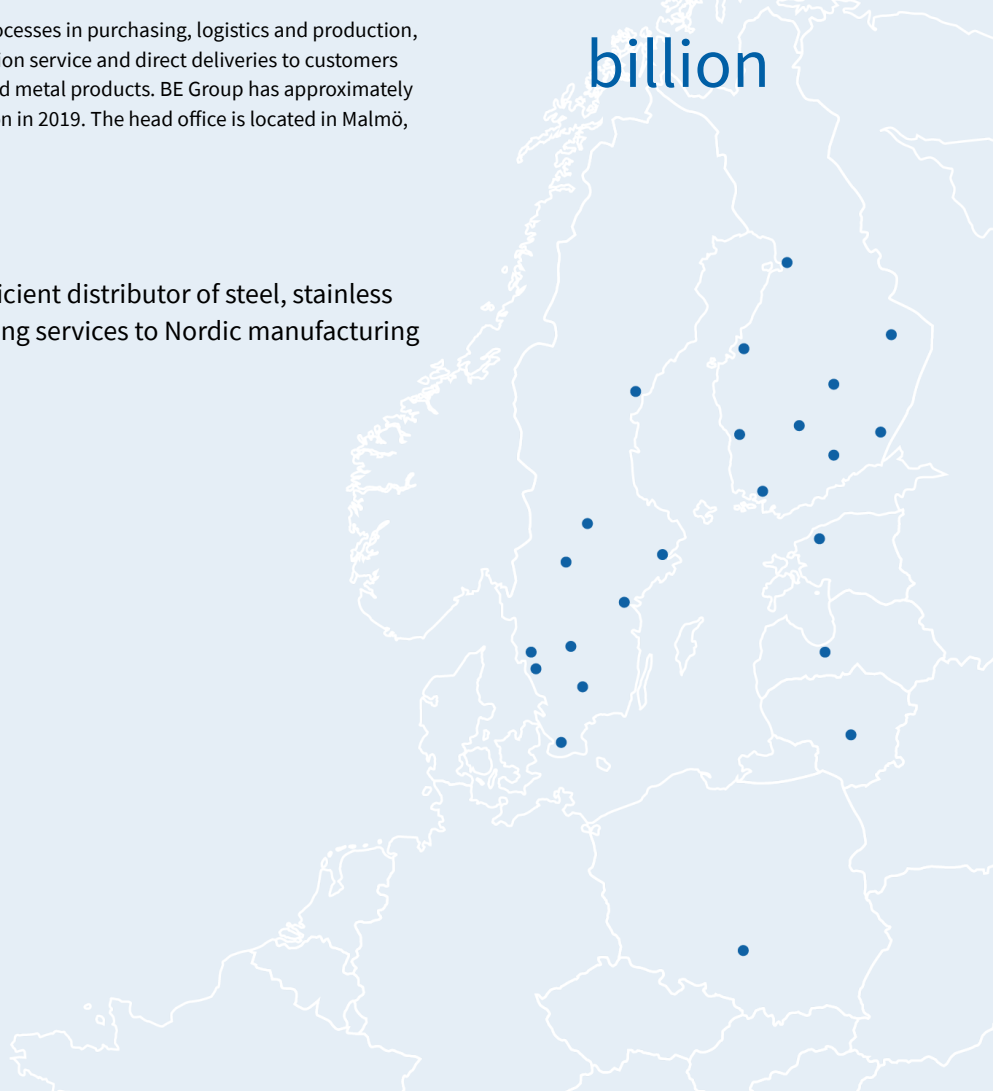 ocesses in purchasing, logistics and production,
ion service and direct deliveries to customers
d metal products. BE Group has approximately
n in 2019. The head office is located in Malmö,
billion
icient distributor of steel, stainless
ng services to Nordic manufacturing